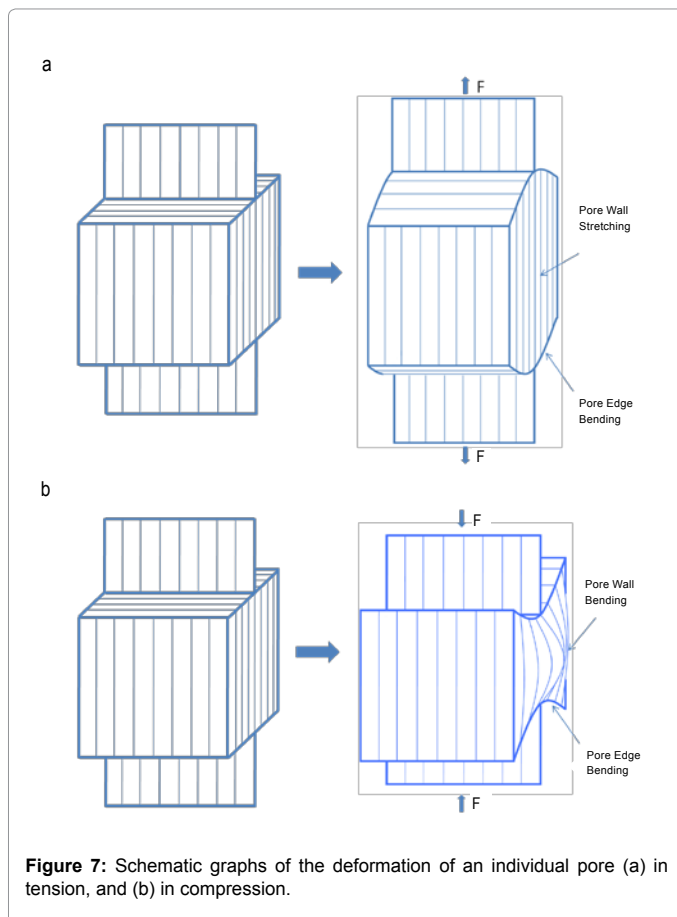 a
F
Pore Wall
Stretching
Pore Edge
Bending
F
b
F
Pore Wall
Bending
Pore Edge
Bending
F
Figure 7: Schematic graphs of the deformation of an individual pore (a) in
tension, and (b) in compression.